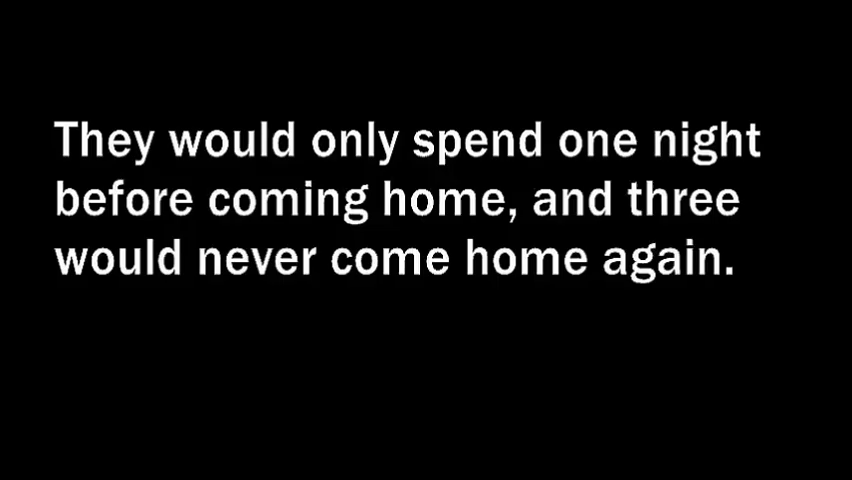 They would only spend one night
before coming home, and three
would never come home again.